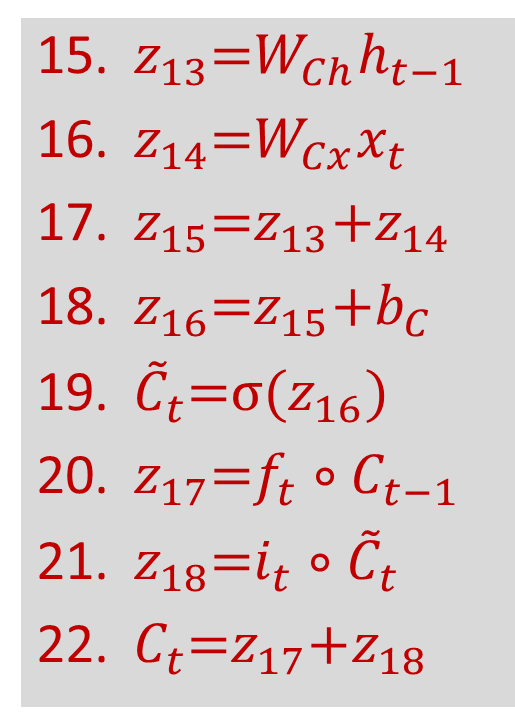 15. z₁₃=W_{Ch}h_{t−1}
16. z₁₄=W_{Cx}x_t
17. z₁₅=z₁₃+z₁₄
18. z₁₆=z₁₅+b_C
19. C̃_t=σ(z₁₆)
20. z₁₇=f_t ∘ C_{t−1}
21. z₁₈=i_t ∘ C̃_t
22. C_t=z₁₇+z₁₈